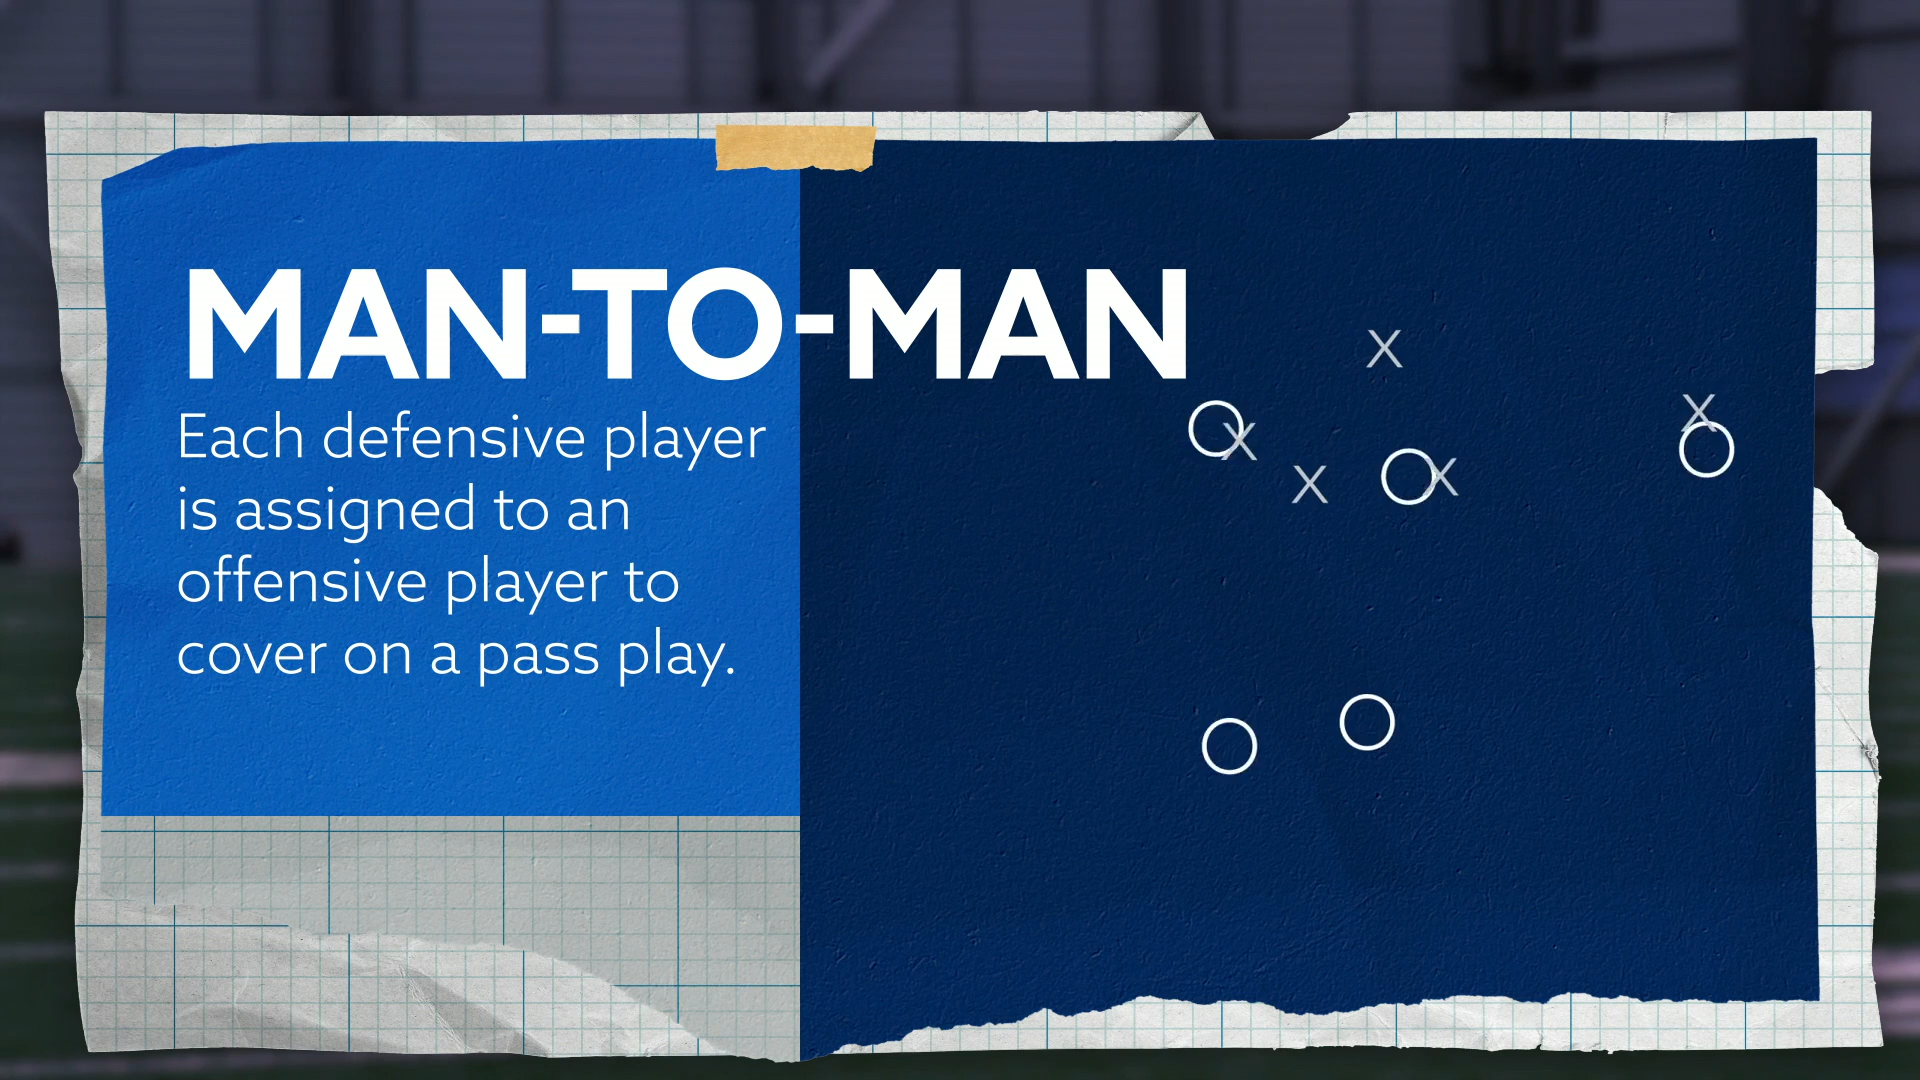 MAN-TO-MAN
Each defensive player
is assigned to an
offensive player to
cover on a pass play.
X
X
X
X
X